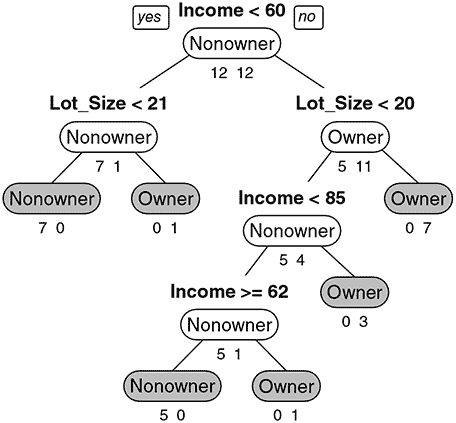 Income < 60
yes no
Nonowner
12 12
Lot_Size < 21 Lot_Size < 20
Nonowner Owner
7 1 5 11
Income < 85
Nonowner Owner Owner
7 0 0 1 0 7
Nonowner
5 4
Income >= 62 Owner
0 3
Nonowner
5 1
Nonowner Owner
5 0 0 1